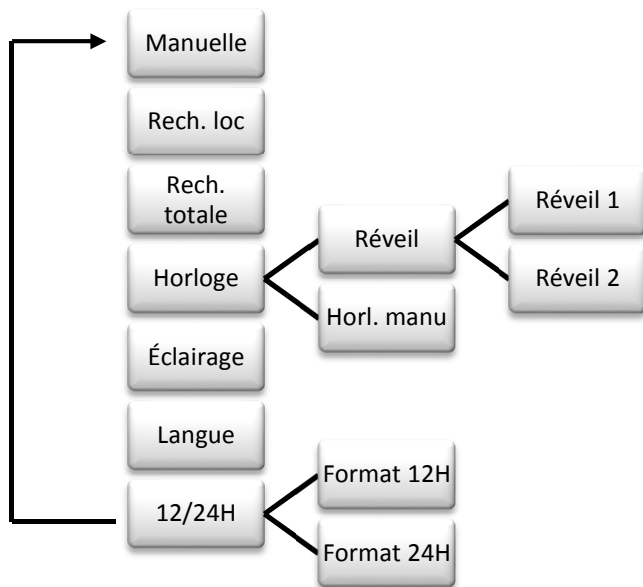 Manuelle
Rech. loc
Rech.
totale
Horloge
Réveil
Horl. manu
Réveil 1
Réveil 2
Éclairage
Langue
12/24H
Format 12H
Format 24H